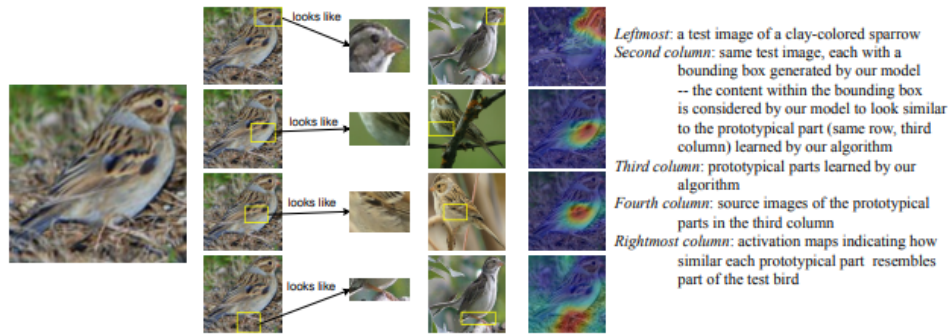 looks like
looks like
looks like
looks like
Leftmost: a test image of a clay-colored sparrow
Second column: same test image, each with a
bounding box generated by our model
-- the content within the bounding box
is considered by our model to look similar
to the prototypical part (same row, third
column) learned by our algorithm
Third column: prototypical parts learned by our
algorithm
Fourth column: source images of the prototypical
parts in the third column
Rightmost column: activation maps indicating how
similar each prototypical part resembles
part of the test bird